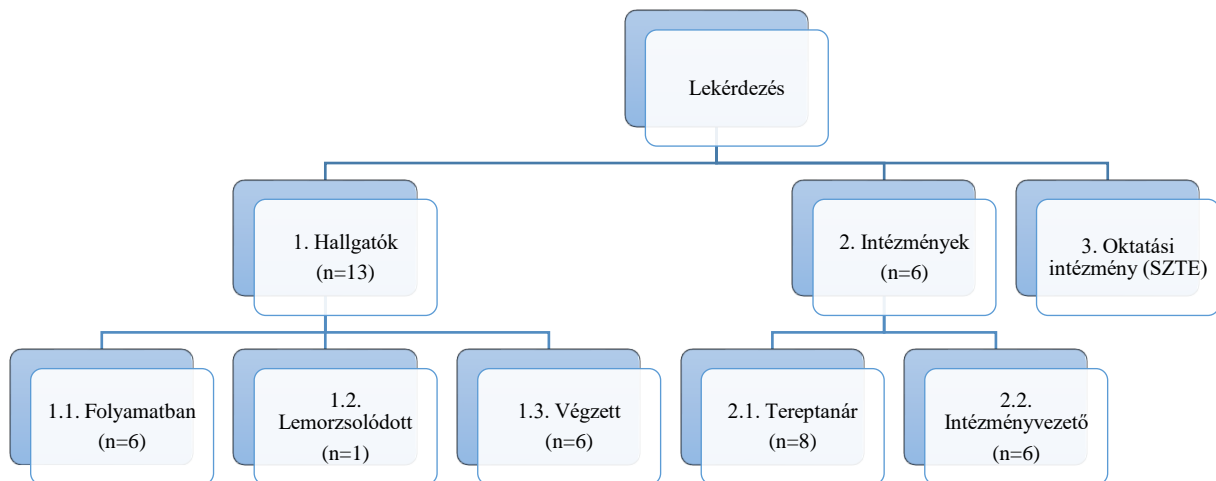 Lekérdezés
1. Hallgatók
(n=13)
2. Intézmények
(n=6)
3. Oktatási
intézmény (SZTE)
1.1. Folyamatban
(n=6)
1.2.
Lemorzsolódott
(n=1)
1.3. Végzett
(n=6)
2.1. Tereptanár
(n=8)
2.2.
Intézményvezető
(n=6)